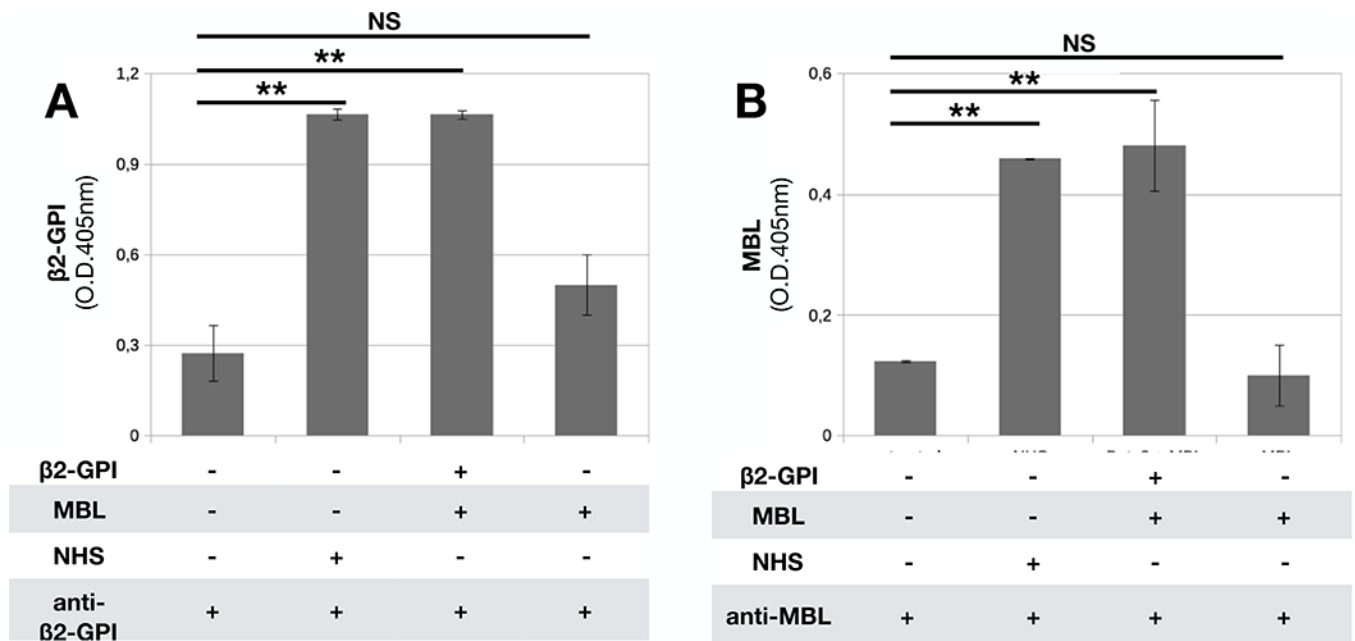 NS
**
**
A
1,2
0,9
0,6
0,3
0
β2-GPI
(O.D.405nm)
β2-GPI - - + -
MBL - - + +
NHS - + - -
anti-
β2-GPI + + + +
NS
**
**
B
0,6
0,4
0,2
0
MBL
(O.D.405nm)
β2-GPI - - + -
MBL - - + +
NHS - + - -
anti-MBL + + + +